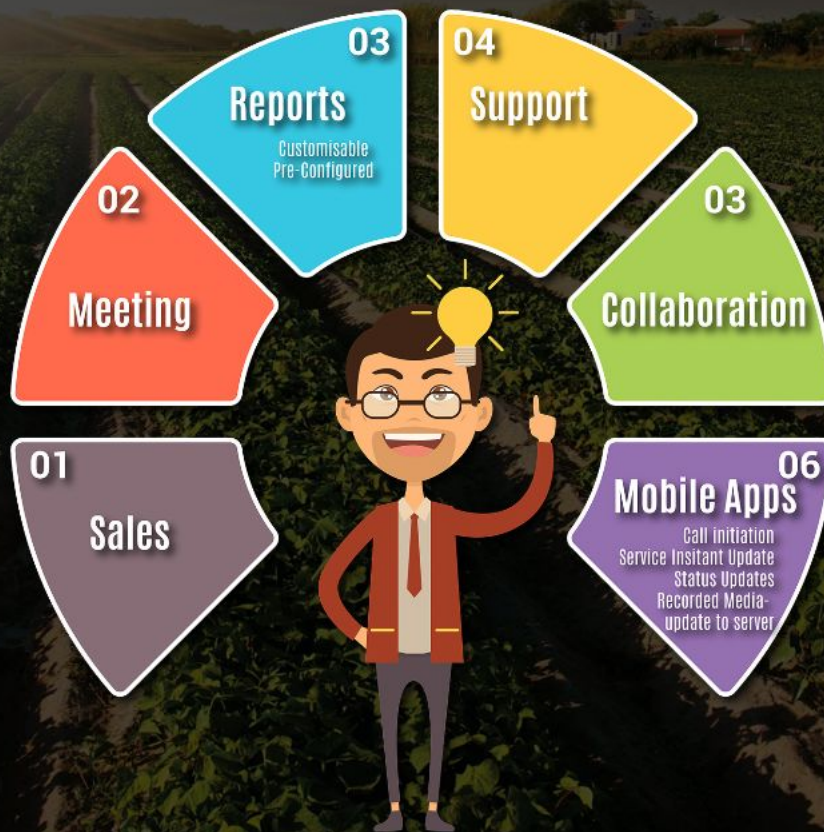 01
Sales
02
Meeting
03
Reports
Customisable
Pre-Configured
04
Support
03
Collaboration
06
Mobile Apps
Call initiation
Service Insitant Update
Status Updates
Recorded Media-
update to server